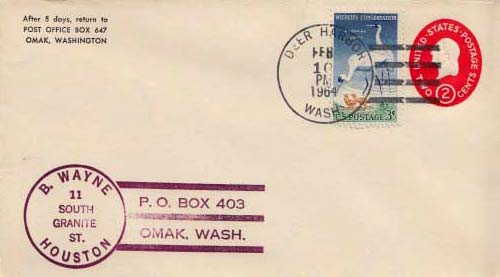 After 5 days, return to
POST OFFICE BOX 647
OMAK, WASHINGTON
WILDLIFE CONSERVATION
U.S. POSTAGE 3¢
DEER HARBOR
FEB
10
PM
1964
WASH.
UNITED·STATES·POSTAGE
TWO 2 CENTS
B. WAYNE
11
SOUTH
GRANITE
ST.
HOUSTON
P. O. BOX 403
OMAK, WASH.